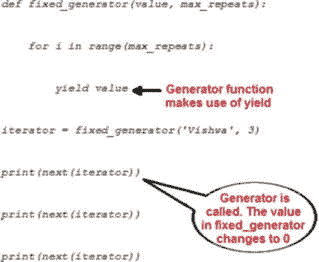 def fixed_generator(value, max_repeats):
for i in range(max_repeats):
yield value
Generator function
makes use of yield
iterator = fixed_generator('Vishwa', 3)
print(next(iterator))
Generator is
called. The value
in fixed_generator
changes to 0
print(next(iterator))
print(next(iterator))